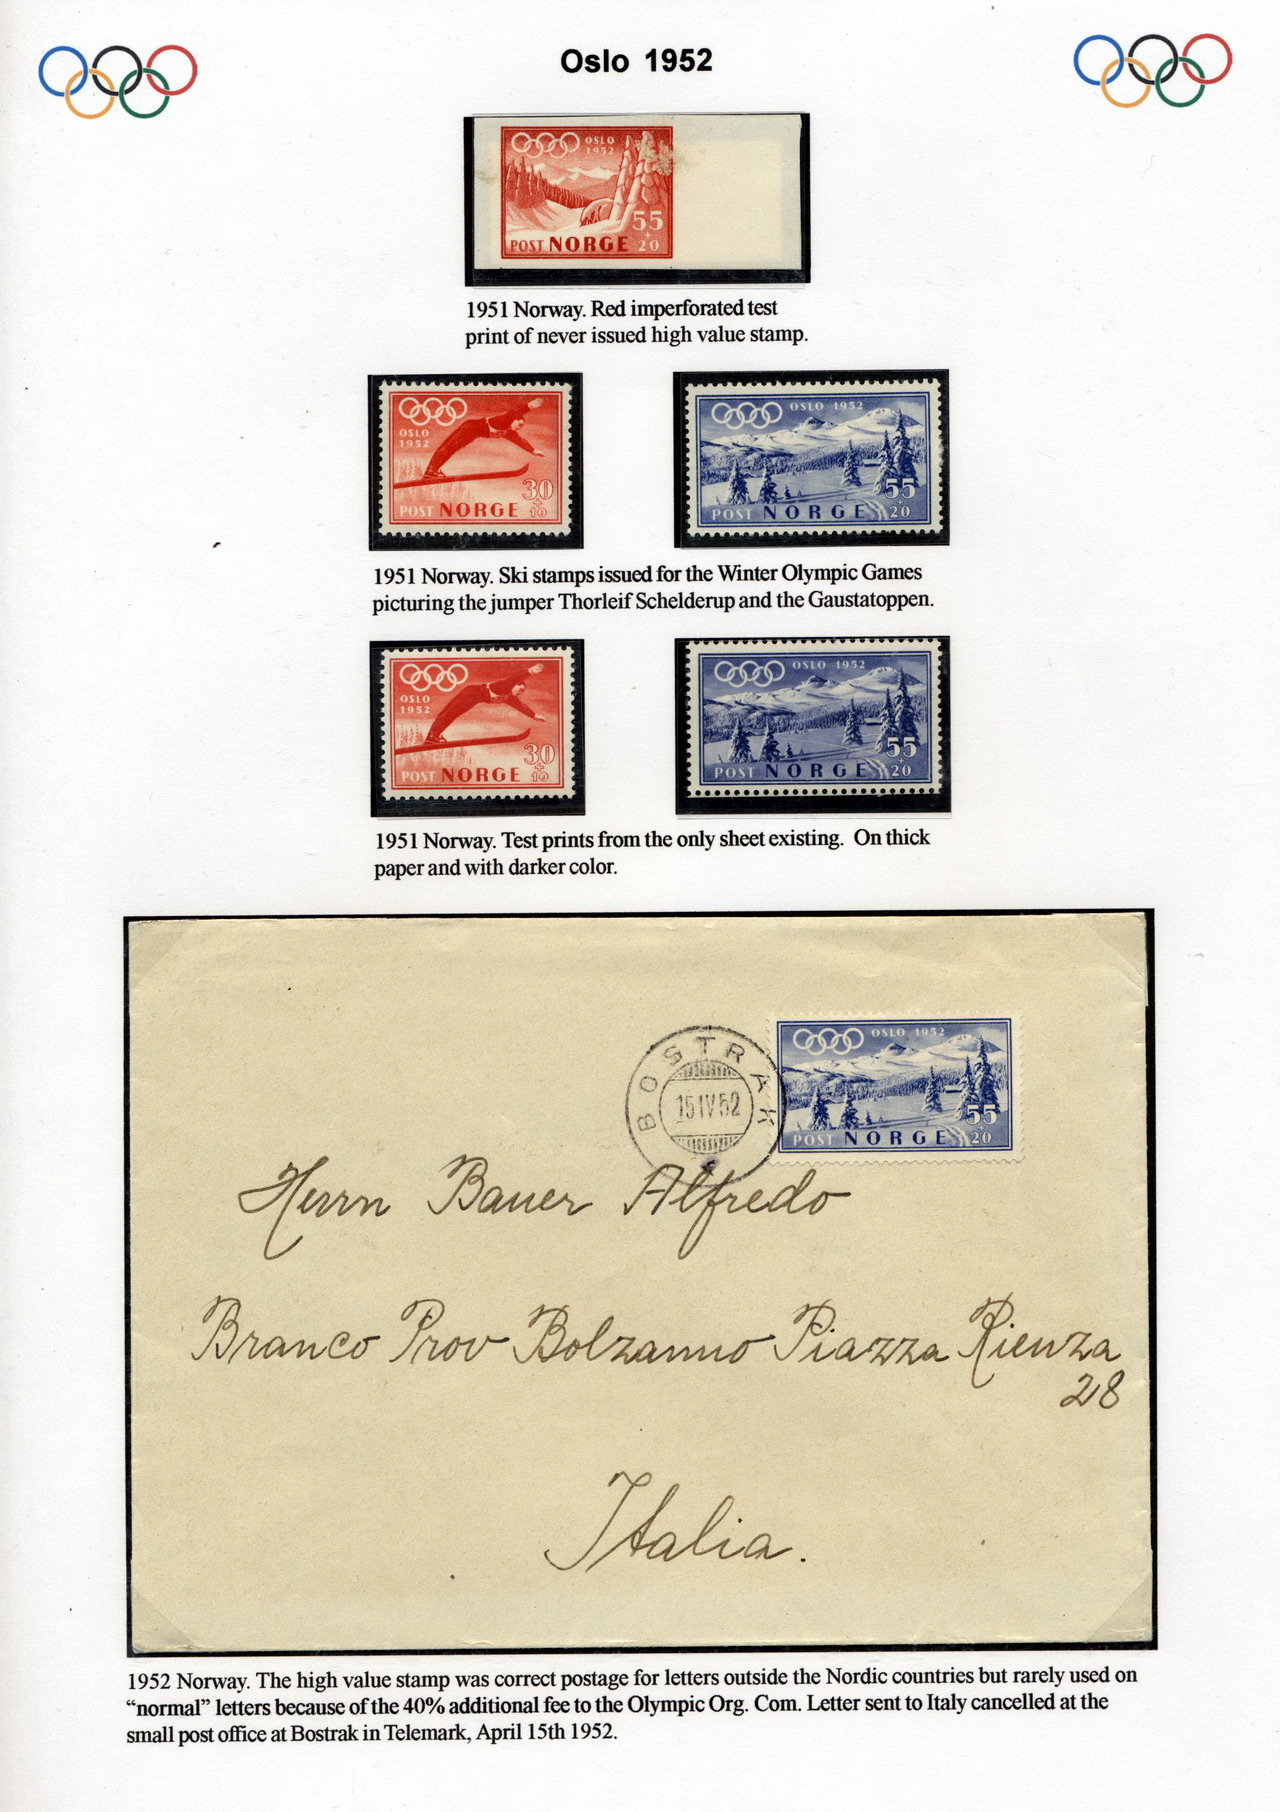 Oslo 1952
OSLO
1952
55
+
20
POST NORGE
1951 Norway. Red imperforated test
print of never issued high value stamp.
OSLO
1952
30
+
10
POST NORGE
OSLO 1952
55
+
20
POST NORGE
1951 Norway. Ski stamps issued for the Winter Olympic Games
picturing the jumper Thorleif Schelderup and the Gaustatoppen.
OSLO
1952
30
+
10
POST NORGE
OSLO 1952
55
+
20
POST NORGE
1951 Norway. Test prints from the only sheet existing. On thick
paper and with darker color.
BOSTRAK
15 IV 52
OSLO 1952
55
+
20
POST NORGE
Herrn Bauer Alfredo
Branco Prov Bolzanno Piazza Rienza
28
Italia.
1952 Norway. The high value stamp was correct postage for letters outside the Nordic countries but rarely used on
“normal” letters because of the 40% additional fee to the Olympic Org. Com. Letter sent to Italy cancelled at the
small post office at Bostrak in Telemark, April 15th 1952.